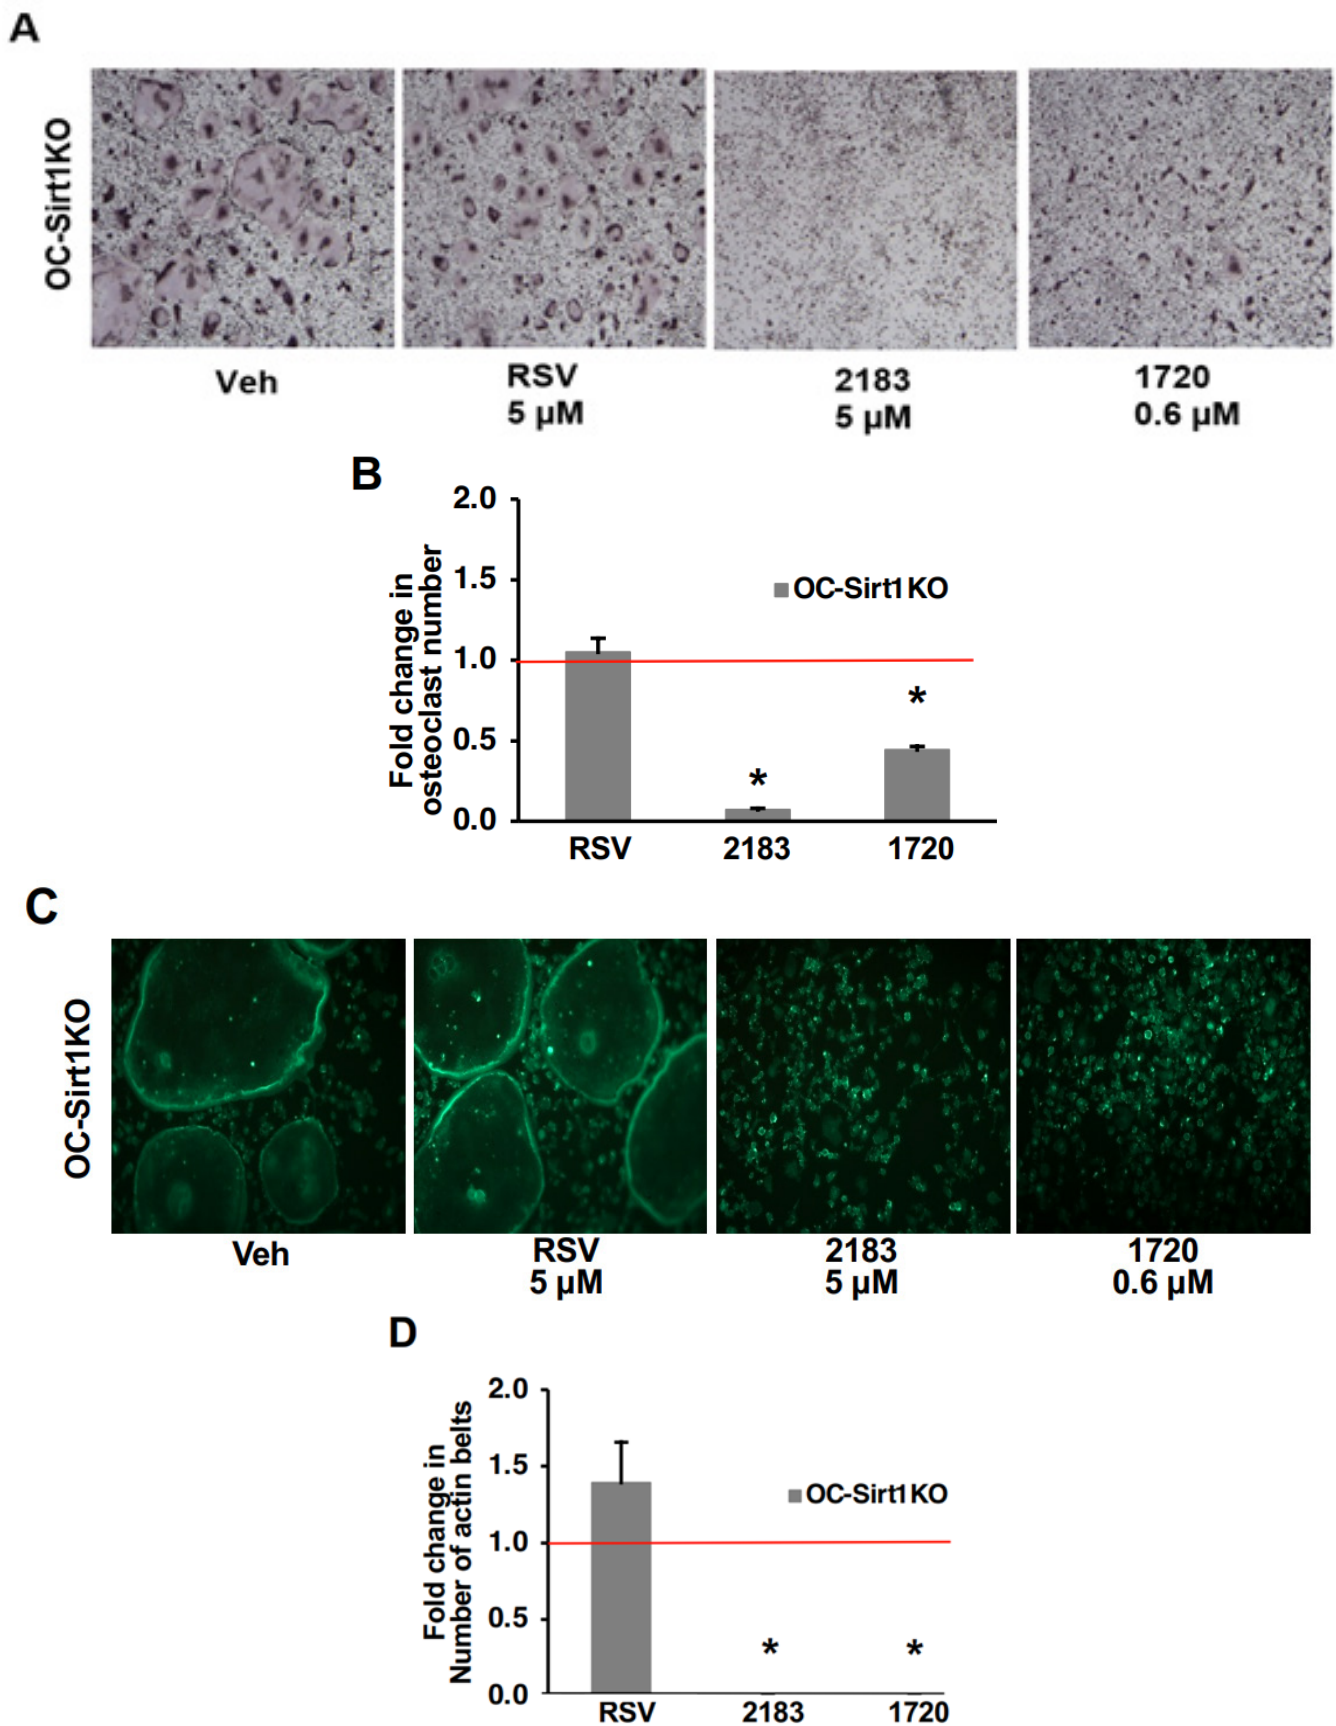 A
OC-Sirt1KO
Veh
RSV
5 µM
2183
5 µM
1720
0.6 µM
B
Fold change in
osteoclast number
2.0
1.5
1.0
0.5
0.0
OC-Sirt1KO
*
*
RSV
2183
1720
C
OC-Sirt1KO
Veh
RSV
5 µM
2183
5 µM
1720
0.6 µM
D
Fold change in
Number of actin belts
2.0
1.5
1.0
0.5
0.0
OC-Sirt1KO
*
*
RSV
2183
1720